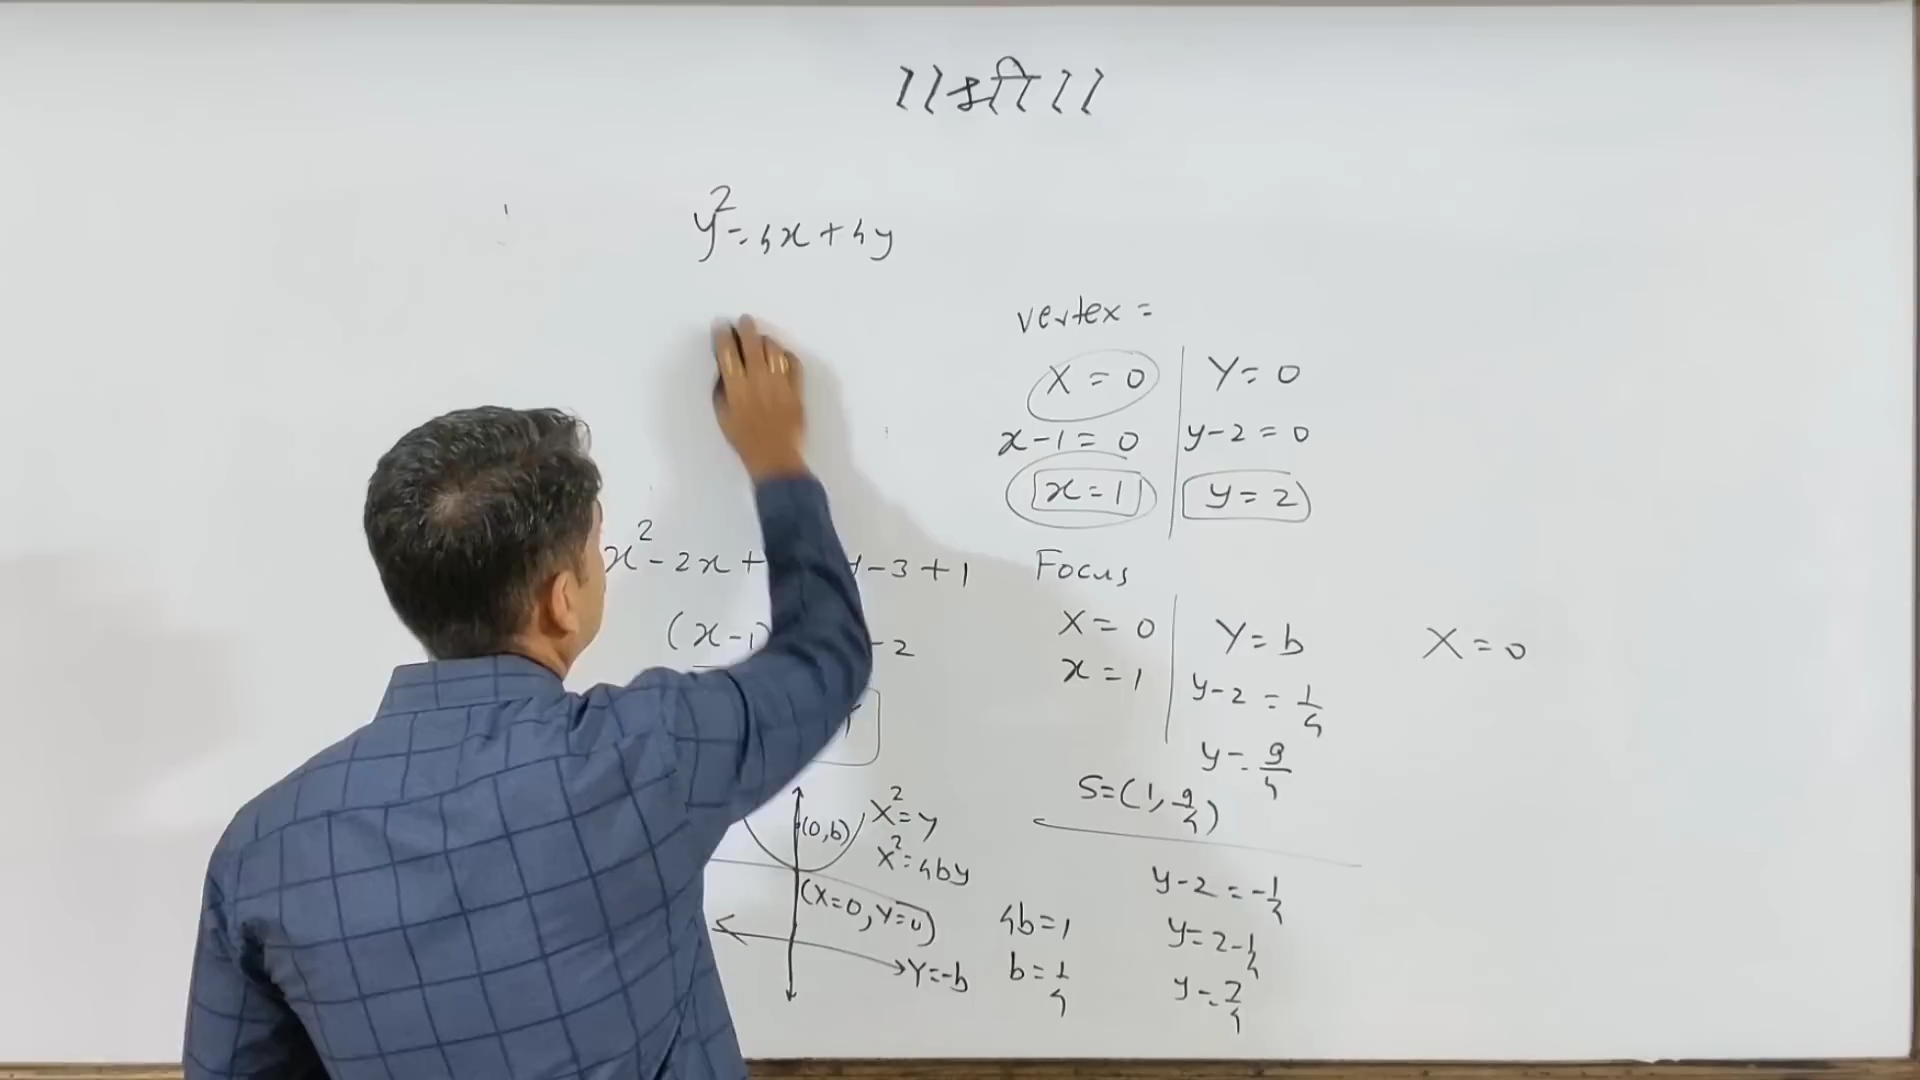 ।।श्री।।
y²=4x+4y
vertex =
X = 0 | Y = 0
x-1 = 0 | y-2 = 0
x = 1 | y = 2
x²-2x+ y-3+1
Focus
(x-1) -2
X = 0 | Y = b X = 0
x = 1 | y-2 = 1/4
y = 9/4
S=(1, 9/4)
(0,b) X²=y
X²=4by
y-2 = -1/4
(X=0, Y=0) 4b=1
y=2-1/4
Y=-b b=1/4
y=7/4